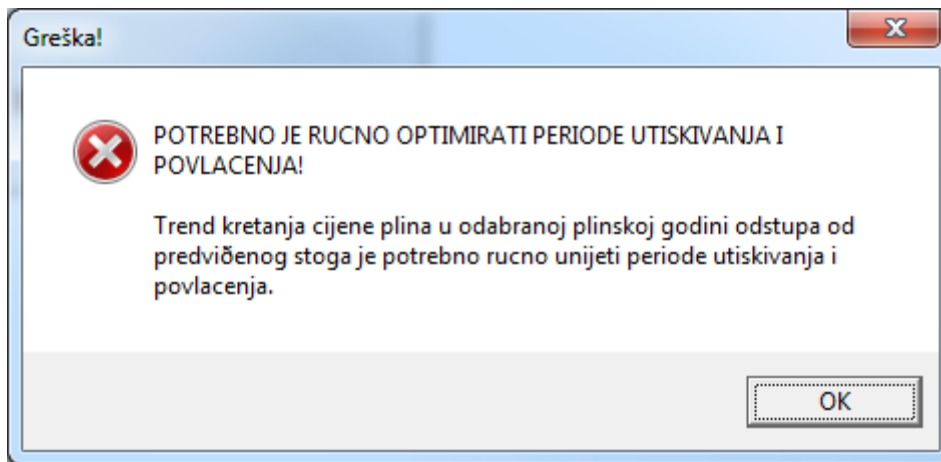 Greška!
POTREBNO JE RUCNO OPTIMIRATI PERIODE UTISKIVANJA I
POVLACENJA!
Trend kretanja cijene plina u odabranoj plinskoj godini odstupa od
predviðenog stoga je potrebno rucno unijeti periode utiskivanja i
povlacenja.
OK